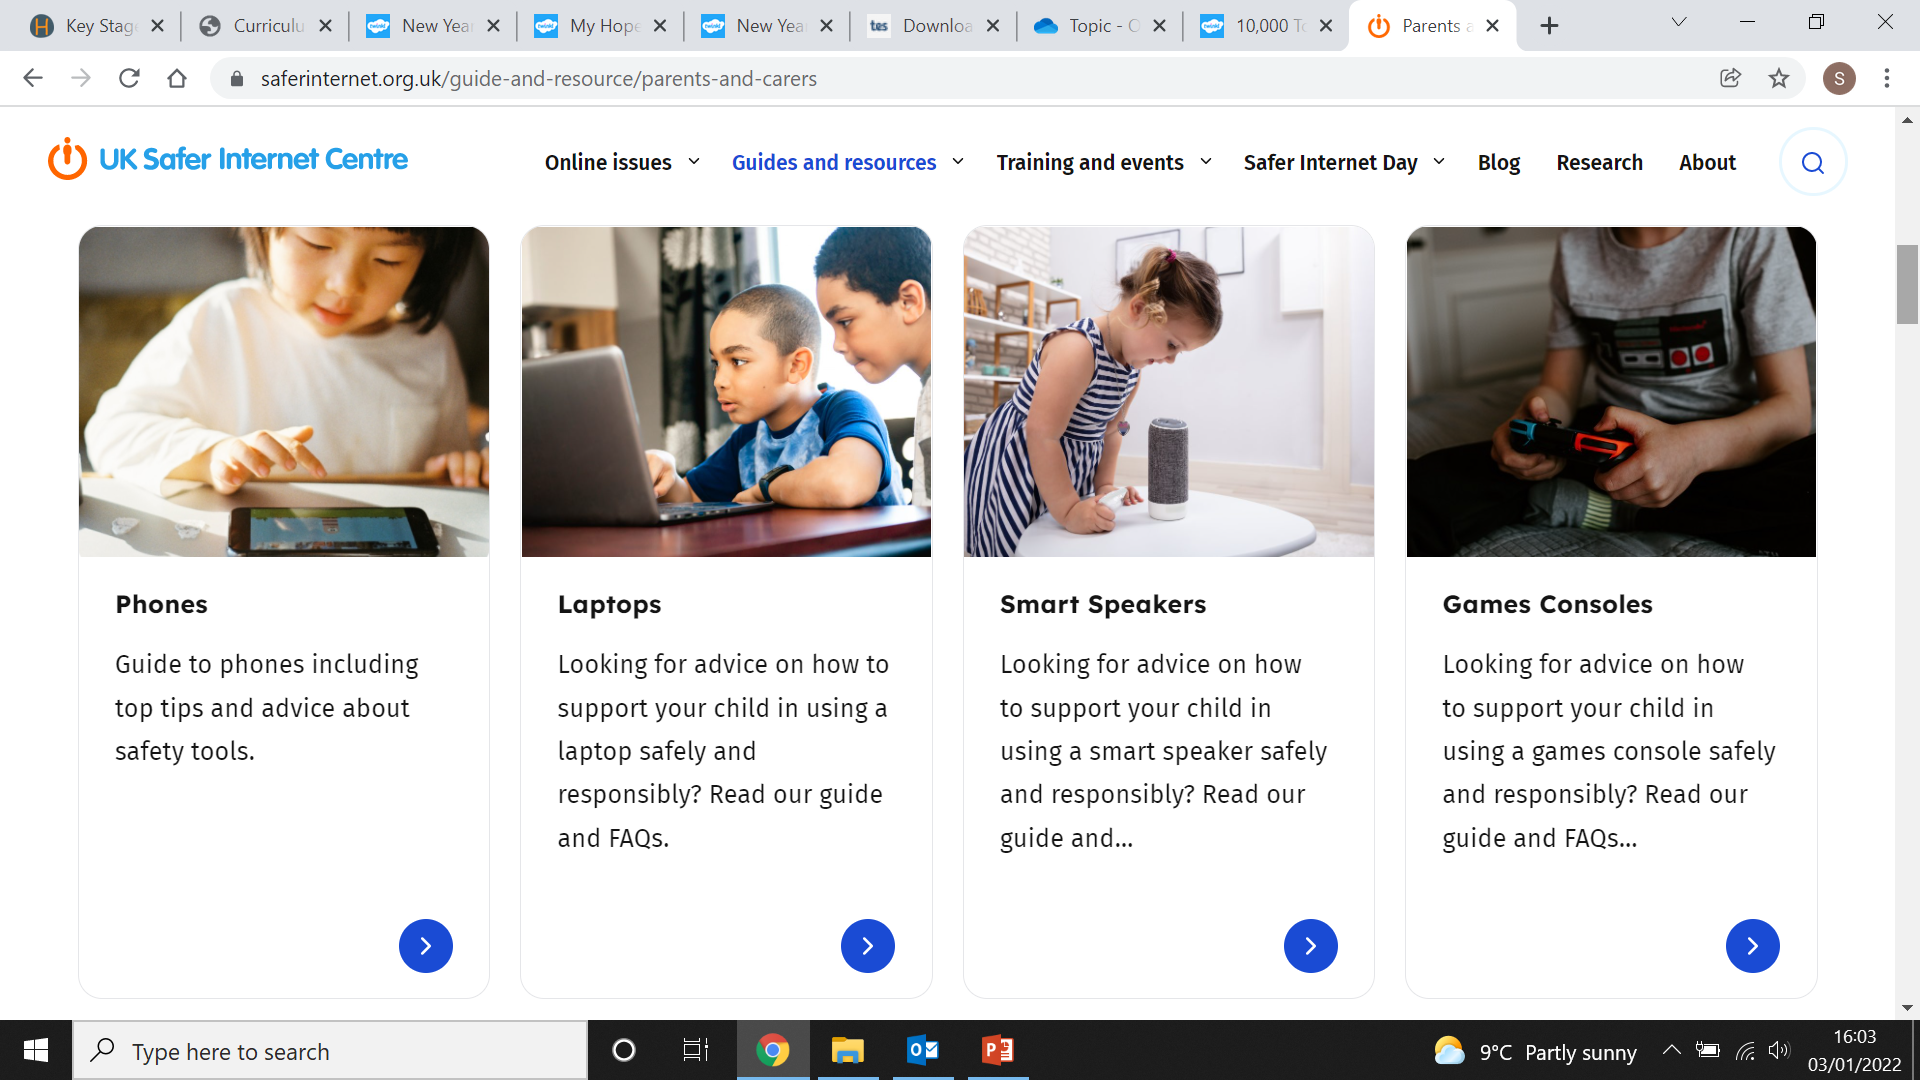 Key Stag
Curriculu
New Year
My Hope
New Year
tes Downloa
Topic - O
10,000 To
Parents a
saferinternet.org.uk/guide-and-resource/parents-and-carers
S
UK Safer Internet Centre
Online issues
Guides and resources
Training and events
Safer Internet Day
Blog
Research
About
Phones
Guide to phones including
top tips and advice about
safety tools.
Laptops
Looking for advice on how to
support your child in using a
laptop safely and
responsibly? Read our guide
and FAQs.
Smart Speakers
Looking for advice on how
to support your child in
using a smart speaker safely
and responsibly? Read our
guide and...
Games Consoles
Looking for advice on how
to support your child in
using a games console safely
and responsibly? Read our
guide and FAQs...
Type here to search
9°C Partly sunny
16:03
03/01/2022